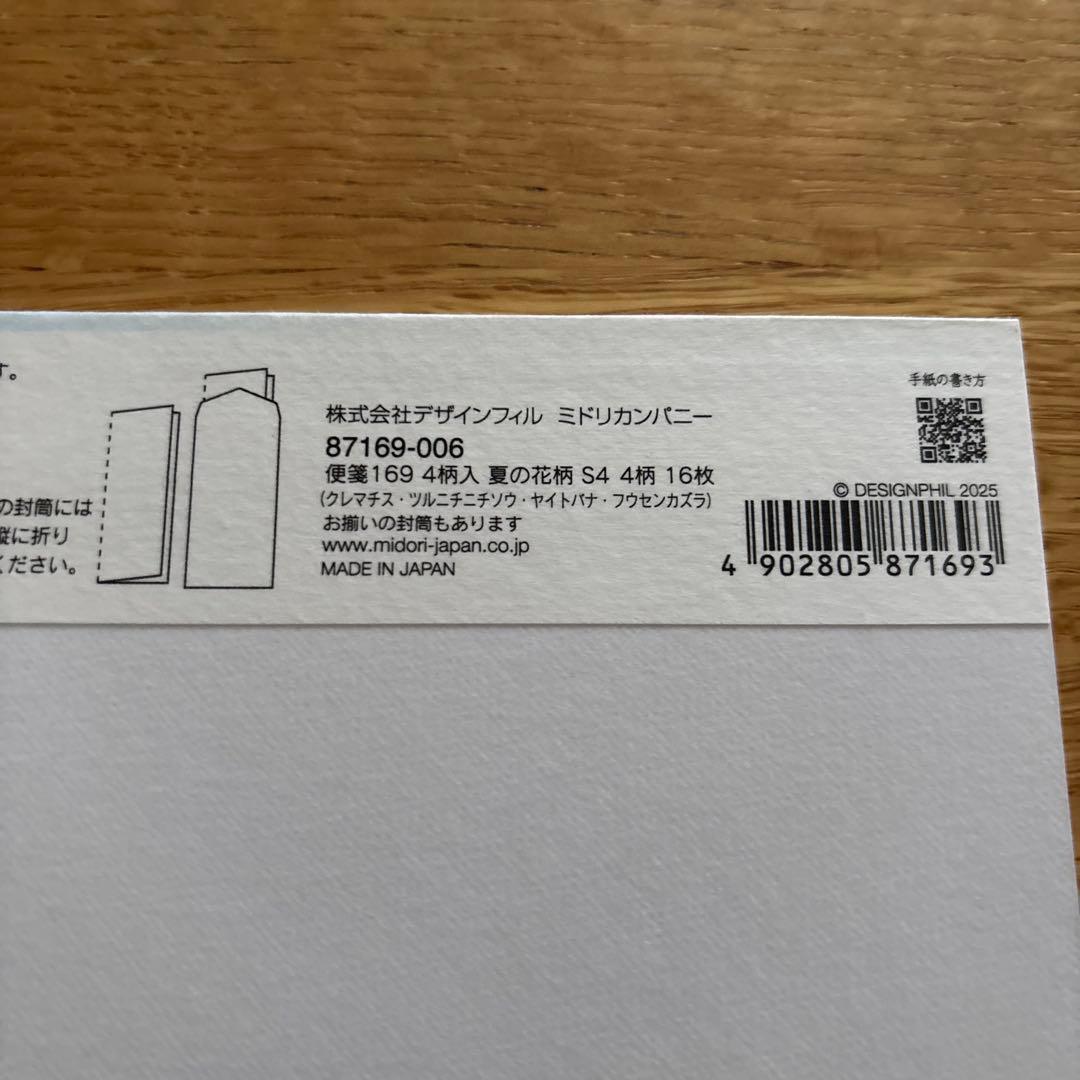 す。
の封筒には
縦に折り
ください。
株式会社デザインフィル ミドリカンパニー
87169-006
便箋169 4柄入 夏の花柄 S4 4柄 16枚
(クレマチス・ツルニチニチソウ・ヤイトバナ・フウセンカズラ)
お揃いの封筒もあります
www.midori-japan.co.jp
MADE IN JAPAN
手紙の書き方
© DESIGNPHIL 2025
4 902805 871693